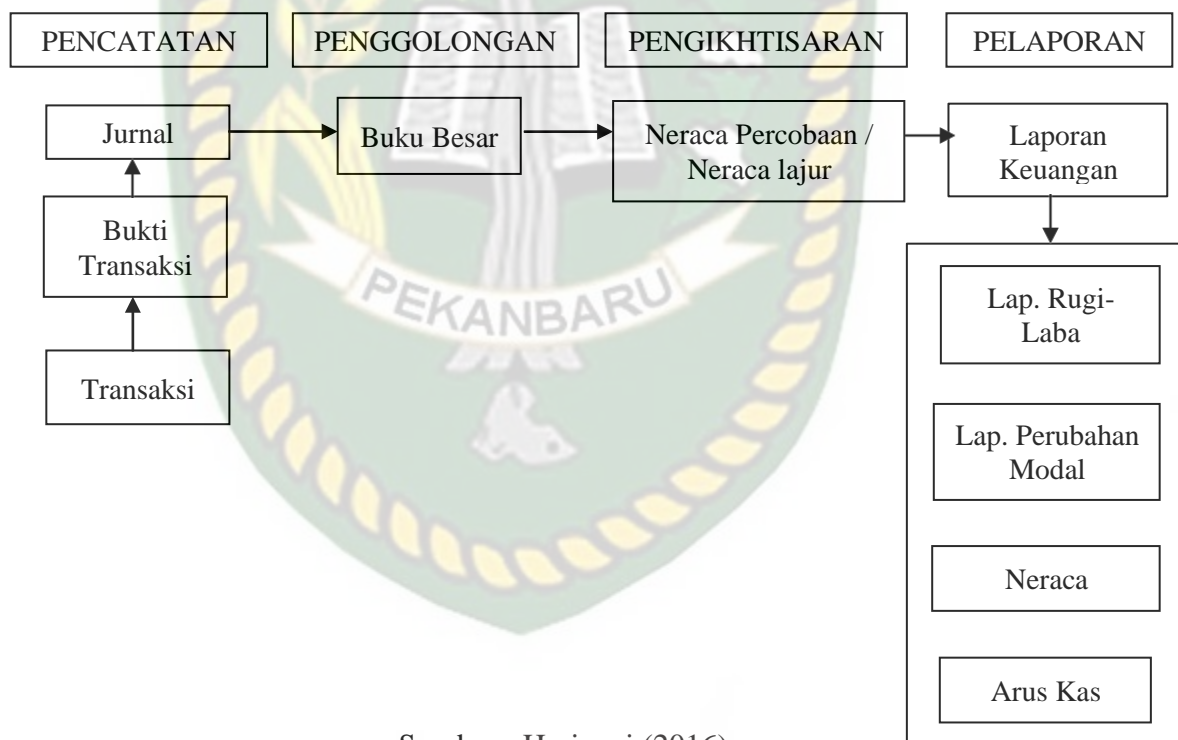 PENCATATAN
PENGGOLONGAN
PENGIKHTISARAN
PELAPORAN
Jurnal
Buku Besar
Neraca Percobaan /
Neraca lajur
Laporan
Keuangan
Bukti
Transaksi
Transaksi
PEKANBARU
Lap. Rugi-
Laba
Lap. Perubahan
Modal
Neraca
Arus Kas
(2016)